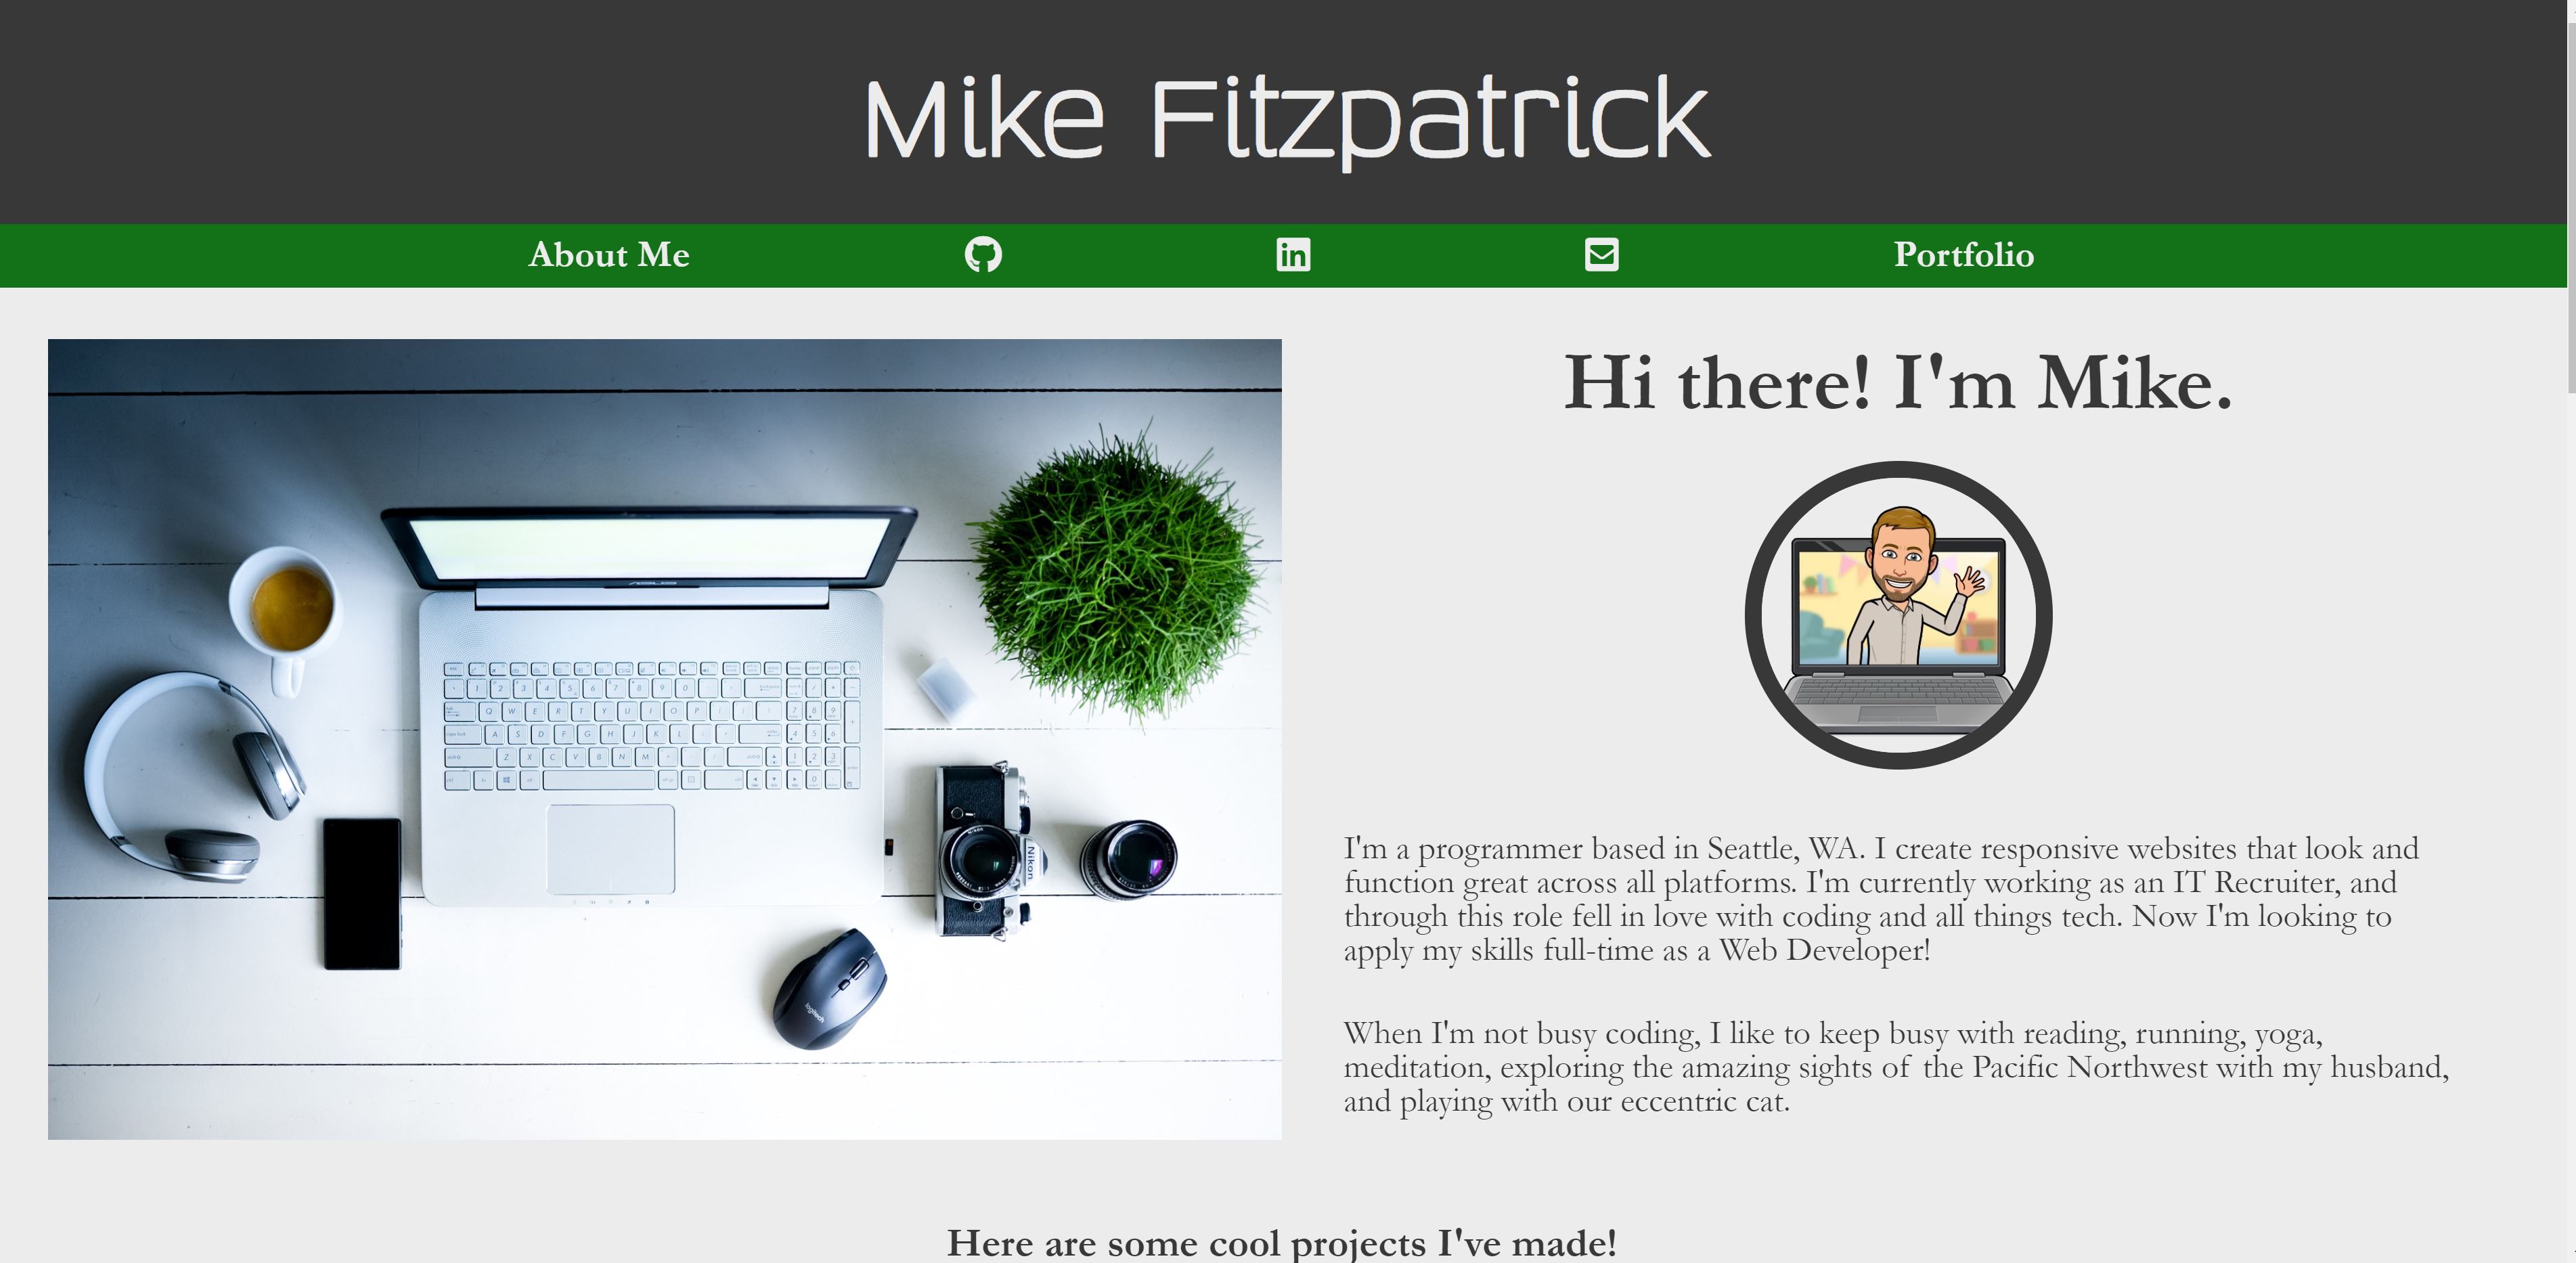 Mike Fitzpatrick
About Me
Portfolio
Hi there! I'm Mike.
ASUS
Nikon
logitech
I'm a programmer based in Seattle, WA. I create responsive websites that look and
function great across all platforms. I'm currently working as an IT Recruiter, and
through this role fell in love with coding and all things tech. Now I'm looking to
apply my skills full-time as a Web Developer!
When I'm not busy coding, I like to keep busy with reading, running, yoga,
meditation, exploring the amazing sights of the Pacific Northwest with my husband,
and playing with our eccentric cat.
Here are some cool projects I've made!